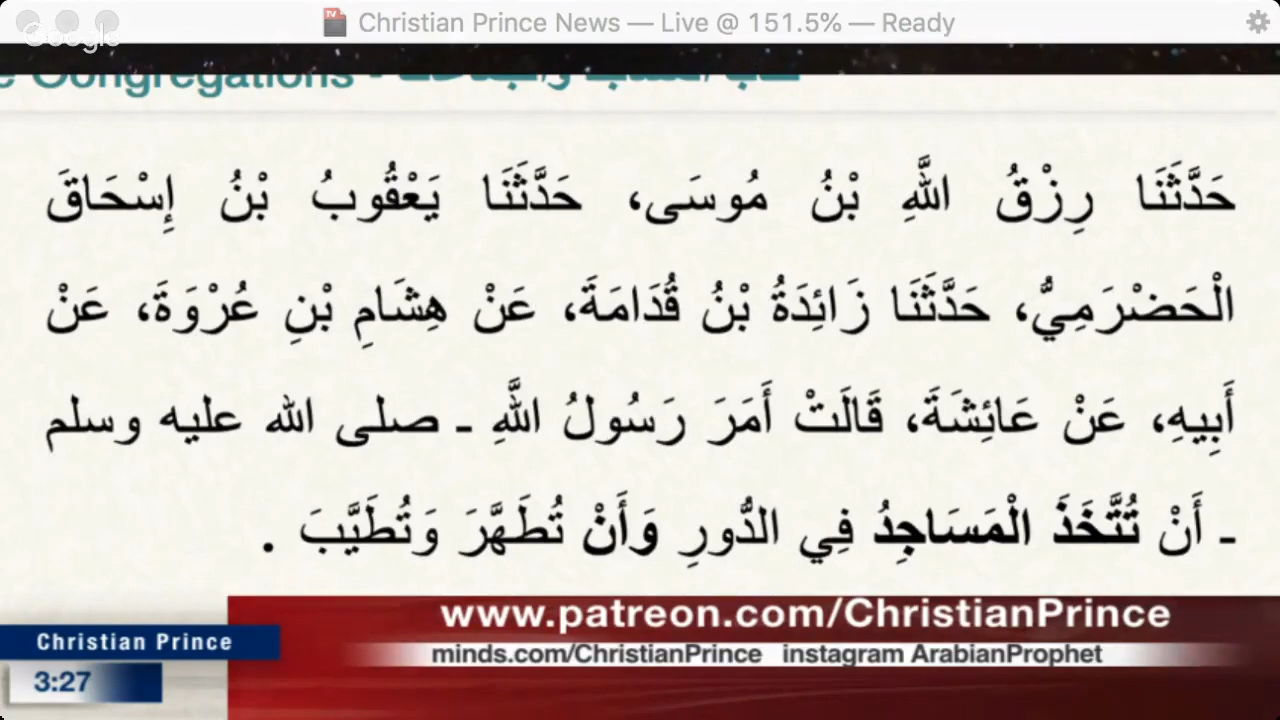 Christian Prince News — Live @ 151.5% — Ready
Google
Congregations -
حَدَّثَنَا رِزْقُ اللَّهِ بْنُ مُوسَى، حَدَّثَنَا يَعْقُوبُ بْنُ إِسْحَاقَ
الْحَضْرَمِيُّ، حَدَّثَنَا زَائِدَةُ بْنُ قُدَامَةَ، عَنْ هِشَامِ بْنِ عُرْوَةَ، عَنْ
أَبِيهِ، عَنْ عَائِشَةَ، قَالَتْ أَمَرَ رَسُولُ اللَّهِ ـ صلى الله عليه وسلم
ـ أَنْ تُتَّخَذَ الْمَسَاجِدُ فِي الدُّورِ وَأَنْ تُطَهَّرَ وَتُطَيَّبَ .
www.patreon.com/ChristianPrince
Christian Prince
minds.com/ChristianPrince instagram ArabianProphet
3:27